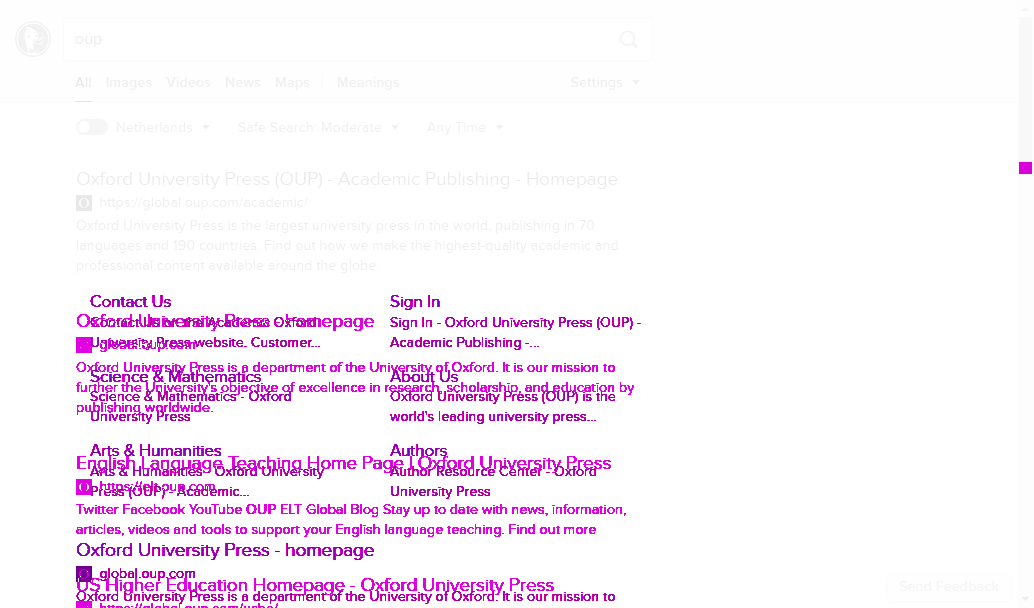 oup
All Images Videos News Maps Meanings Settings
Netherlands Safe Search: Moderate Any Time
Oxford University Press (OUP) - Academic Publishing - Homepage
https://global.oup.com/academic/
Oxford University Press is the largest university press in the world, publishing in 70
languages and 190 countries. Find out how we make the highest-quality academic and
professional content available around the globe.
Contact Us
Contact Us on the Academic Oxford
University Press website. Customer...
Sign In
Sign In - Oxford University Press (OUP) -
Academic Publishing -...
Oxford University Press - homepage
global.oup.com
Oxford University Press is a department of the University of Oxford. It is our mission to
further the University's objective of excellence in research, scholarship, and education by
publishing worldwide.
Science & Mathematics
Science & Mathematics - Oxford
University Press
About Us
Oxford University Press (OUP) is the
world's leading university press...
Arts & Humanities
Arts & Humanities - Oxford University
Press (OUP) - Academic...
Authors
Author Resource Center - Oxford
University Press
English Language Teaching Home Page | Oxford University Press
https://elt.oup.com
Twitter Facebook YouTube OUP ELT Global Blog Stay up to date with news, information,
articles, videos and tools to support your English language teaching. Find out more
Oxford University Press - homepage
global.oup.com
US Higher Education Homepage - Oxford University Press
Oxford University Press is a department of the University of Oxford. It is our mission to
https://global.oup.com/ushe/
Send Feedback